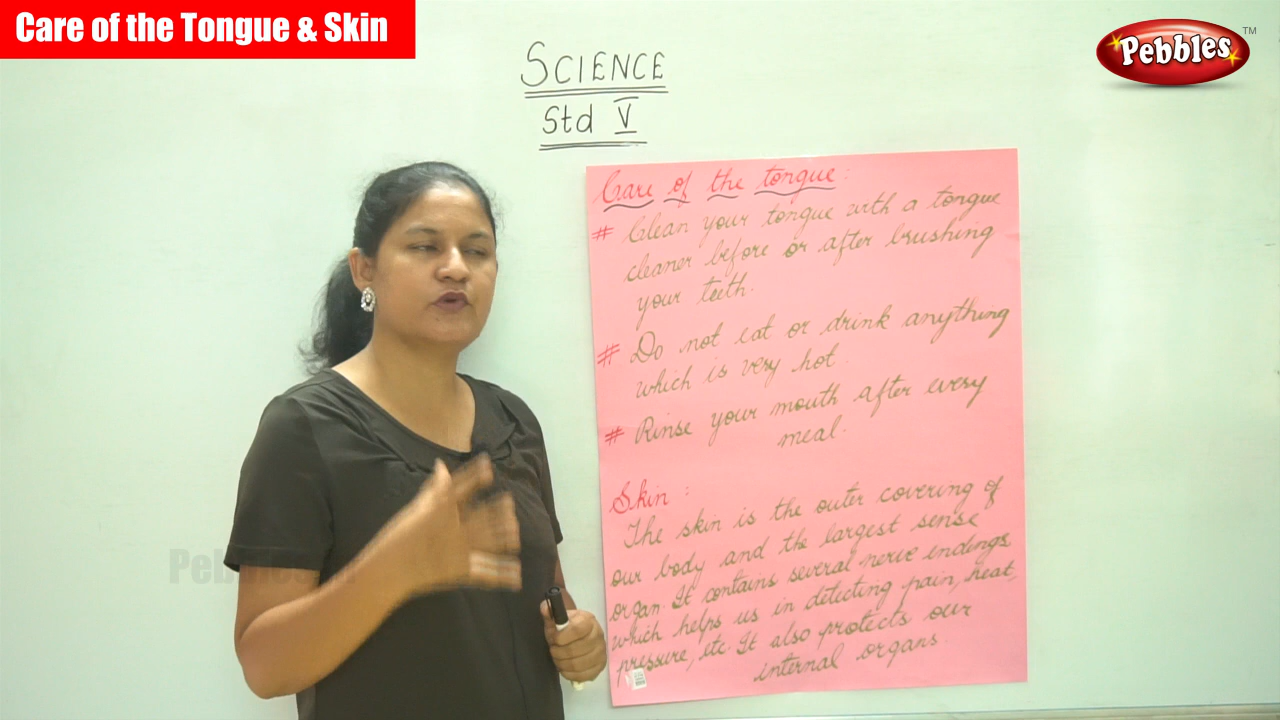 Care of the Tongue & Skin
Pebbles
TM
SCIENCE
Std V
Care of the tongue:
# Clean your tongue with a tongue
cleaner before or after brushing
your teeth.
# Do not eat or drink anything
which is very hot.
# Rinse your mouth after every
meal.
Skin:
The skin is the outer covering of
our body and the largest sense
organ. It contains several nerve endings
which helps us in detecting pain, heat,
pressure, etc. It also protects our
internal organs.